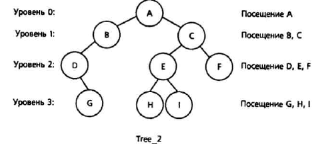 Уровень 0: A Посещение A
Уровень 1: B C Посещение B, C
Уровень 2: D E F Посещение D, E, F
Уровень 3: G H I Посещение G, H, I
Tree_2